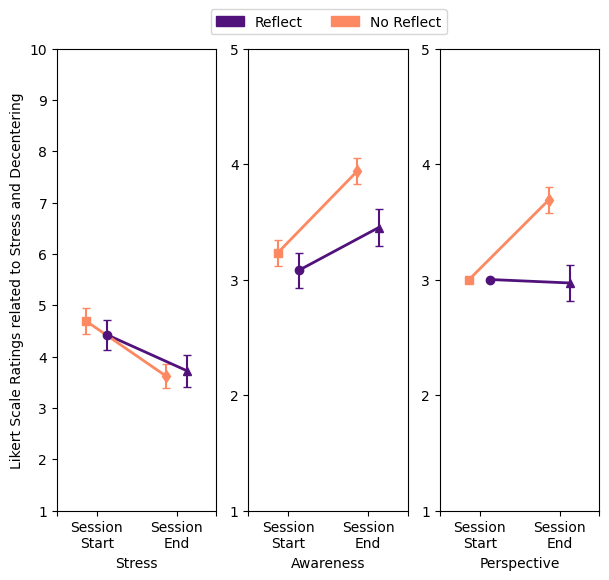 Reflect
No Reflect
Likert Scale Ratings related to Stress and Decentering
10
9
8
7
6
5
4
3
2
1
Session
Start
Session
End
Stress
5
4
3
2
1
Session
Start
Session
End
Awareness
5
4
3
2
1
Session
Start
Session
End
Perspective